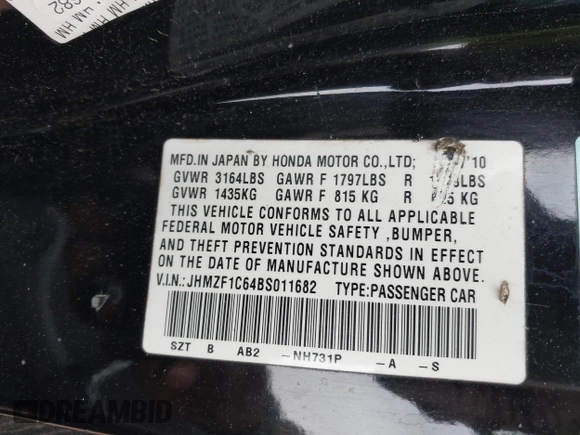 MFD.IN JAPAN BY HONDA MOTOR CO.,LTD; '10
GVWR 3164LBS GAWR F 1797LBS R LBS
GVWR 1435KG GAWR F 815 KG R KG
THIS VEHICLE CONFORMS TO ALL APPLICABLE
FEDERAL MOTOR VEHICLE SAFETY ,BUMPER,
AND THEFT PREVENTION STANDARDS IN EFFECT
ON THE DATE OF MANUFACTURE SHOWN ABOVE.
V.I.N.: JHMZF1C64BS011682 TYPE:PASSENGER CAR
SZT B AB2 -NH731P -A -S
DREAMBID